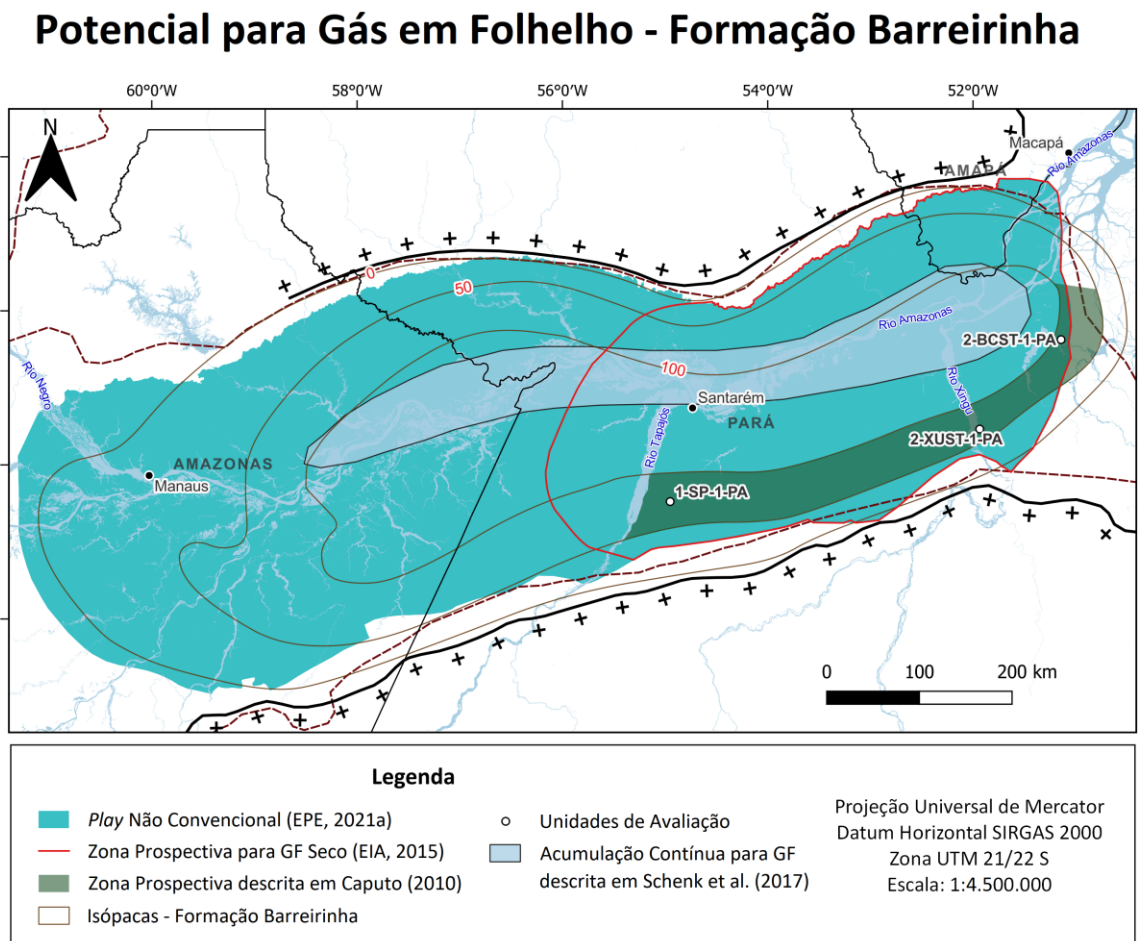 Potencial para Gás em Folhelho - Formação Barreirinha
60°0'W 58°0'W 56°0'W 54°0'W 52°0'W
N
Macapá
Rio Amazonas
AMAPÁ
0
50
Rio Amazonas
2-BCST-1-PA
100
Rio Negro
Santarém
Rio Xingu
PARÁ
Rio Tapajós
2-XUST-1-PA
AMAZONAS
Manaus
1-SP-1-PA
0 100 200 km
Legenda
Play Não Convencional (EPE, 2021a)
Zona Prospectiva para GF Seco (EIA, 2015)
Zona Prospectiva descrita em Caputo (2010)
Isópacas - Formação Barreirinha
Unidades de Avaliação
Acumulação Contínua para GF
descrita em Schenk et al. (2017)
Projeção Universal de Mercator
Datum Horizontal SIRGAS 2000
Zona UTM 21/22 S
Escala: 1:4.500.000